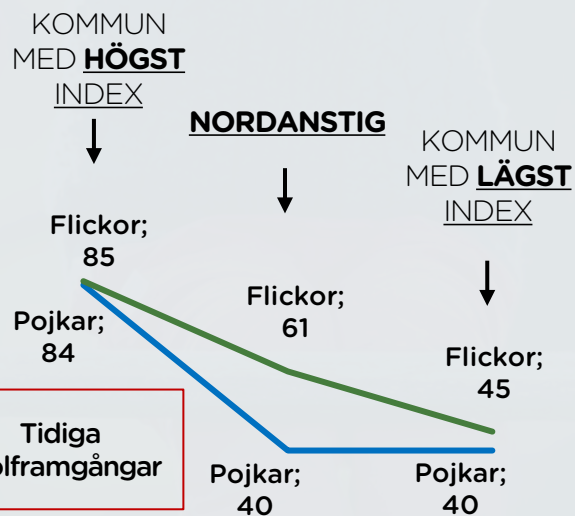 KOMMUN
MED HÖGST
INDEX
NORDANSTIG
KOMMUN
MED LÄGST
INDEX
Flickor;
85
Pojkar;
84
Flickor;
61
Flickor;
45
Tidiga
olframgångar
Pojkar;
40
Pojkar;
40